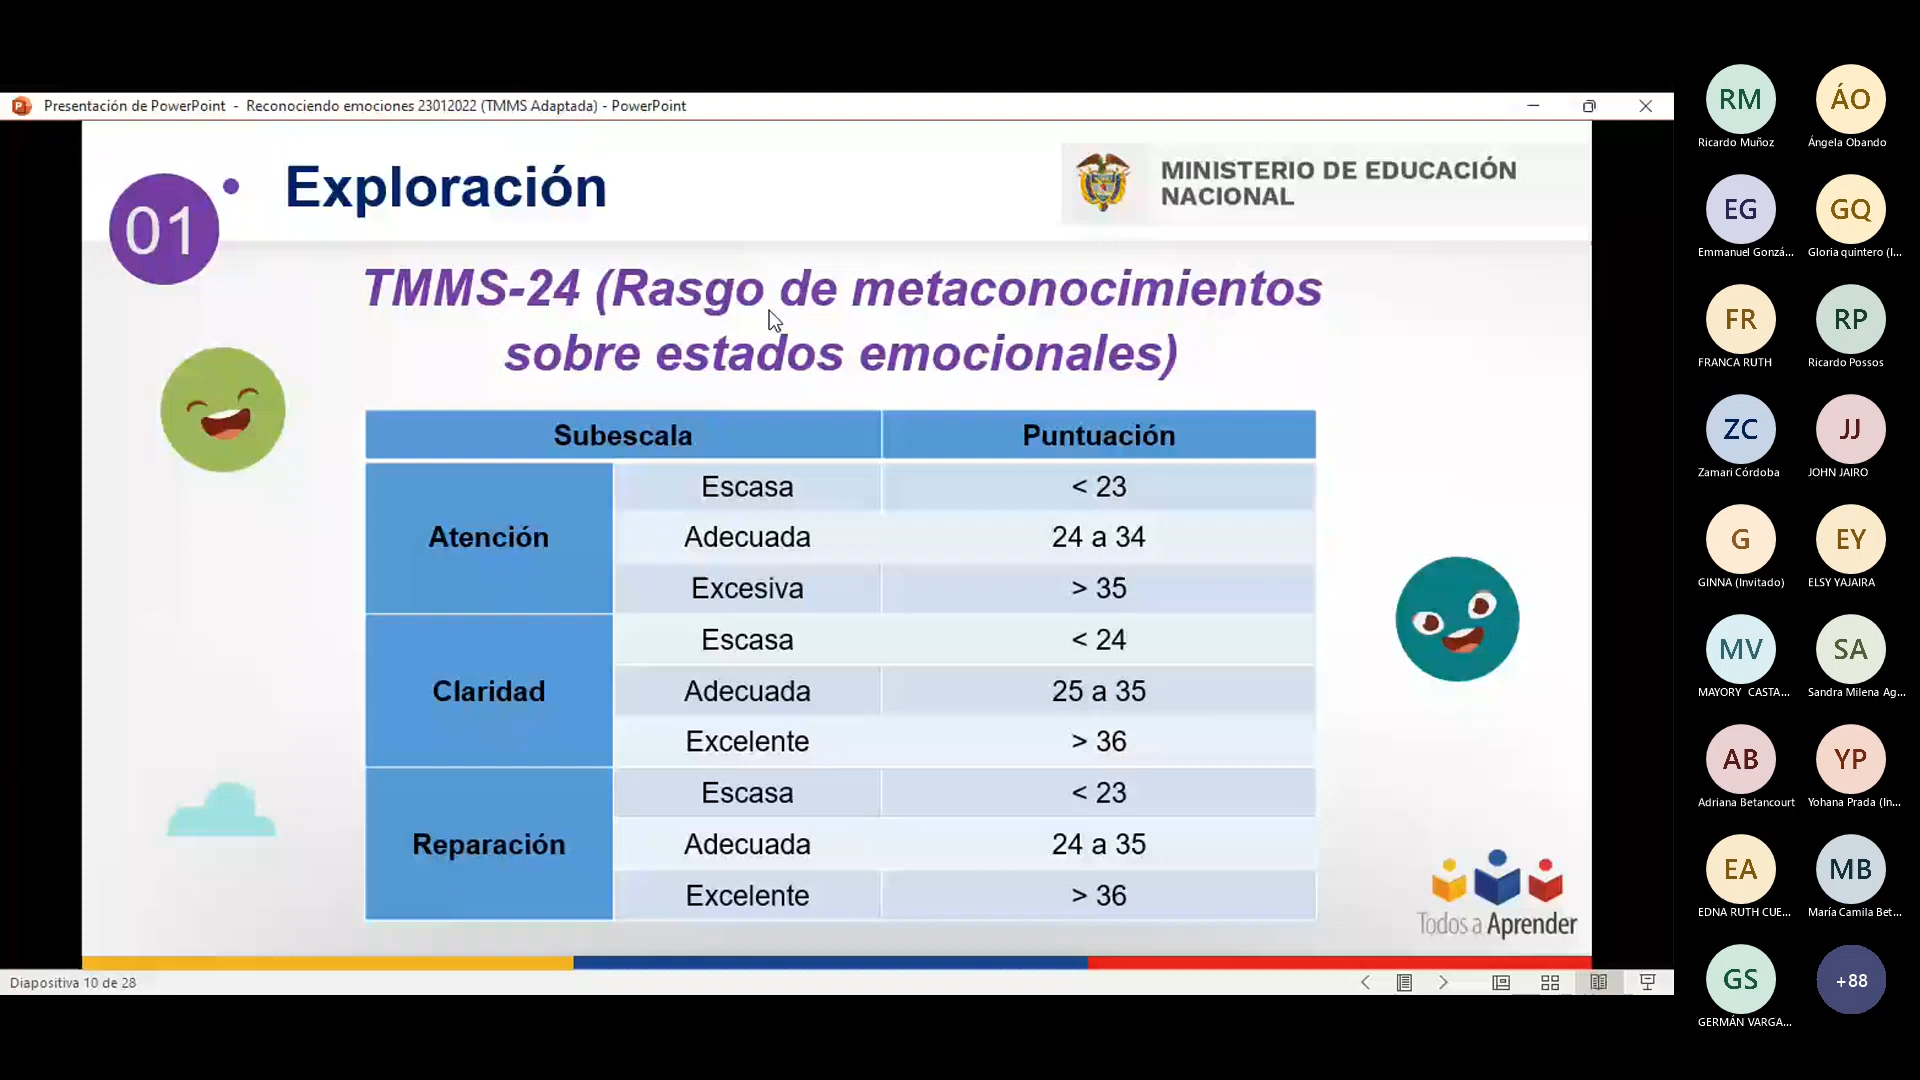 Presentación de PowerPoint - Reconociendo emociones 23012022 (TMMS Adaptada) - PowerPoint
01
Exploración
MINISTERIO DE EDUCACIÓN
NACIONAL
TMMS-24 (Rasgo de metaconocimientos
sobre estados emocionales)
Subescala Puntuación
Atención
Escasa < 23
Adecuada 24 a 34
Excesiva > 35
Claridad
Escasa < 24
Adecuada 25 a 35
Excelente > 36
Reparación
Escasa < 23
Adecuada 24 a 35
Excelente > 36
Todos a Aprender
Diapositiva 10 de 28
RM ÁO
Ricardo Muñoz Ángela Obando
EG GQ
Emmanuel Gonzá... Gloria quintero (I...
FR RP
FRANCA RUTH Ricardo Possos
ZC JJ
Zamari Córdoba JOHN JAIRO
G EY
GINNA (Invitado) ELSY YAJAIRA
MV SA
MAYORY CASTA... Sandra Milena Ag...
AB YP
Adriana Betancourt Yohana Prada (In...
EA MB
EDNA RUTH CUE... María Camila Bet...
GS +88
GERMÁN VARGA...